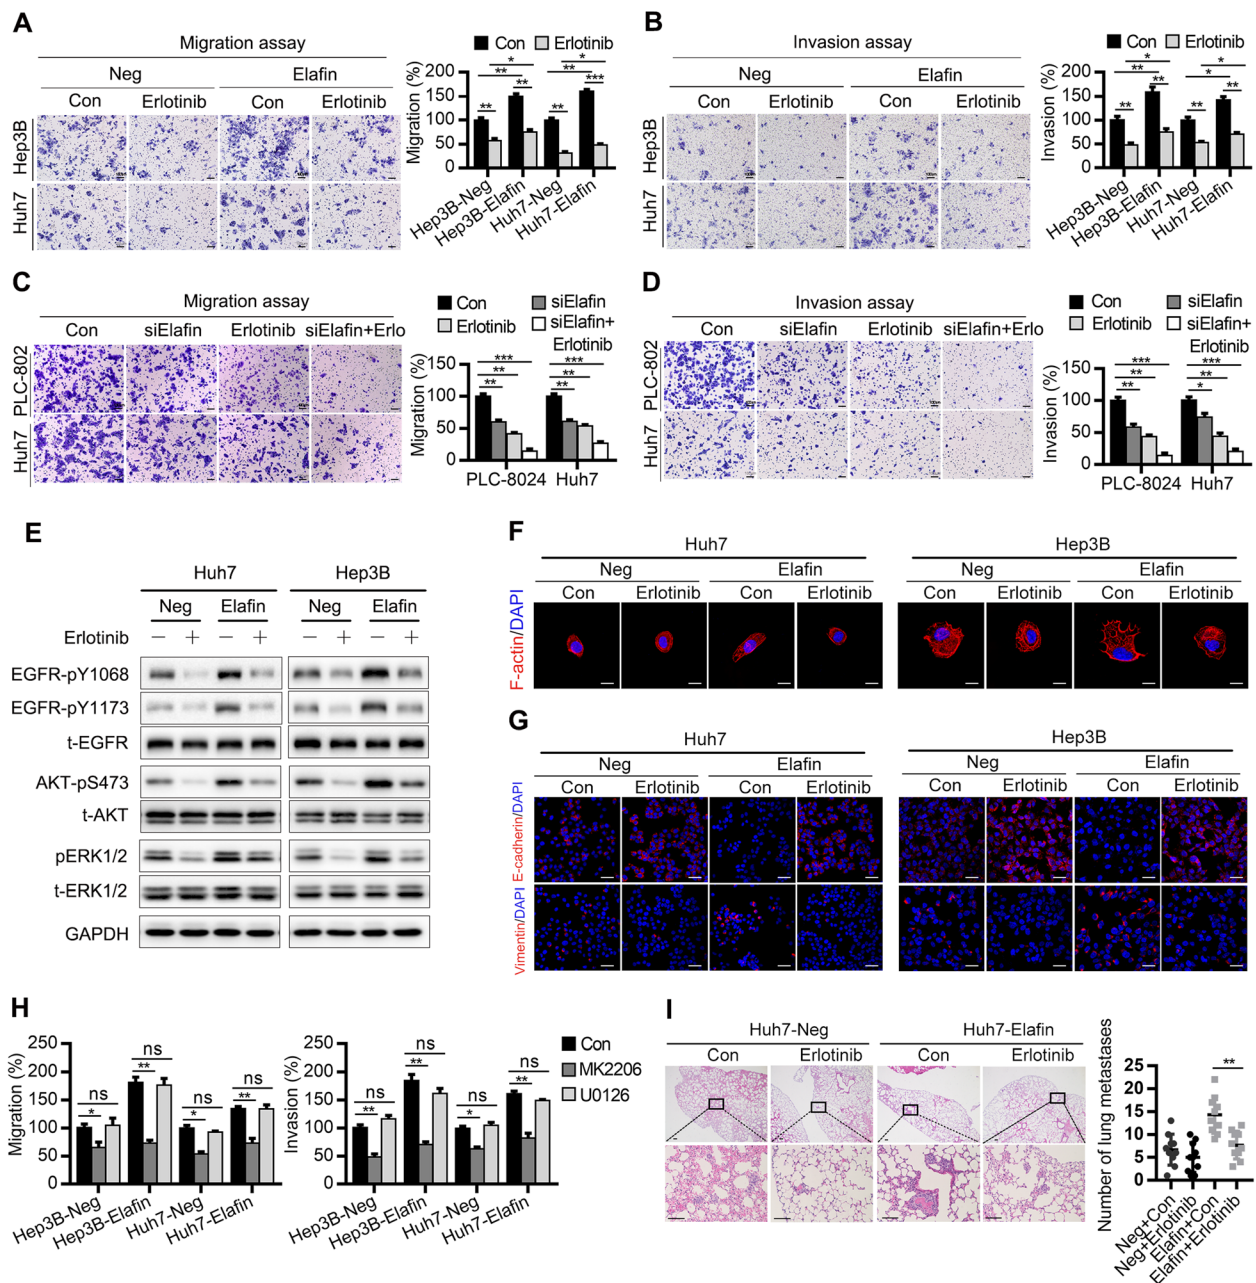 A
Migration assay
Neg Elafin
Con Erlotinib Con Erlotinib
Hep3B
Huh7
Con Erlotinib
Migration (%)
200
150
100
50
0
** ** * ** ** ** * ***
Hep3B-Neg
Hep3B-Elafin
Huh7-Neg
Huh7-Elafin
B
Invasion assay
Neg Elafin
Con Erlotinib Con Erlotinib
Hep3B
Huh7
Con Erlotinib
Invasion (%)
200
150
100
50
0
** ** * ** ** * * **
Hep3B-Neg
Hep3B-Elafin
Huh7-Neg
Huh7-Elafin
C
Migration assay
Con siElafin Erlotinib siElafin+Erlo
PLC-802
Huh7
Con siElafin
Erlotinib siElafin+
Erlotinib
Migration (%)
150
100
50
0
*** ***
** **
** **
PLC-8024 Huh7
D
Invasion assay
Con siElafin Erlotinib siElafin+Erlo
PLC-802
Huh7
Con siElafin
Erlotinib siElafin+
Erlotinib
Invasion (%)
150
100
50
0
*** ***
** **
** *
PLC-8024 Huh7
E
Huh7 Hep3B
Neg Elafin Neg Elafin
Erlotinib − + − + − + − +
EGFR-pY1068
EGFR-pY1173
t-EGFR
AKT-pS473
t-AKT
pERK1/2
t-ERK1/2
GAPDH
F
Huh7 Hep3B
Neg Elafin Neg Elafin
Con Erlotinib Con Erlotinib Con Erlotinib Con Erlotinib
F-actin/DAPI
G
Huh7 Hep3B
Neg Elafin Neg Elafin
Con Erlotinib Con Erlotinib Con Erlotinib Con Erlotinib
E-cadherin/DAPI
Vimentin/DAPI
H
Migration (%)
250
200
150
100
50
0
ns * ns ** ns * ns **
Hep3B-Neg
Hep3B-Elafin
Huh7-Neg
Huh7-Elafin
Invasion (%)
250
200
150
100
50
0
ns ** ns ** ns * ns **
Hep3B-Neg
Hep3B-Elafin
Huh7-Neg
Huh7-Elafin
Con
MK2206
U0126
I
Huh7-Neg Huh7-Elafin
Con Erlotinib Con Erlotinib
Number of lung metastases
25
20
15
10
5
0
**
Neg+Con
Neg+Erlotinib
Elafin+Con
Elafin+Erlotinib